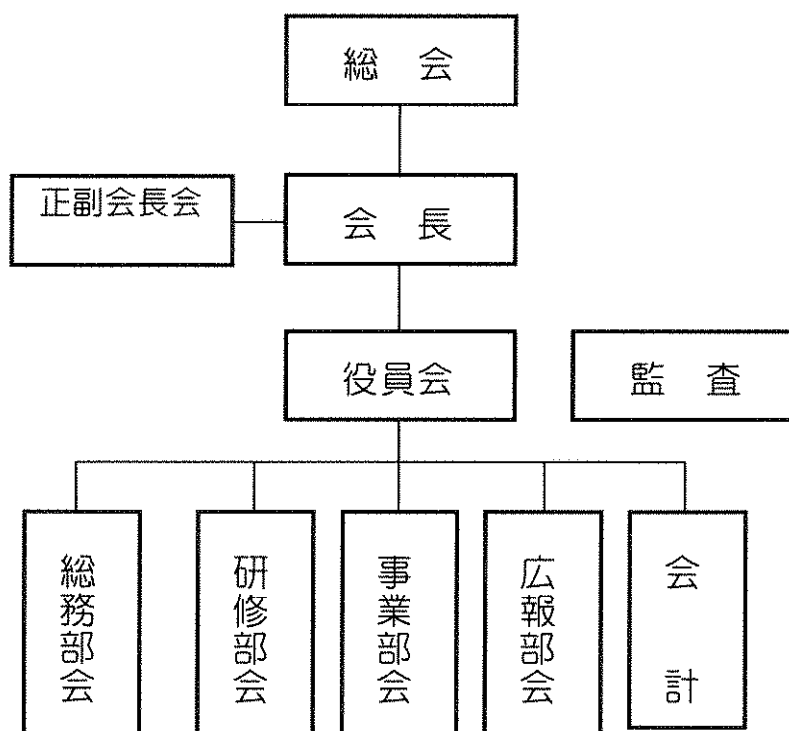 総　会
正副会長会
会　長
役員会
監　査
総務部会
研修部会
事業部会
広報部会
会　計